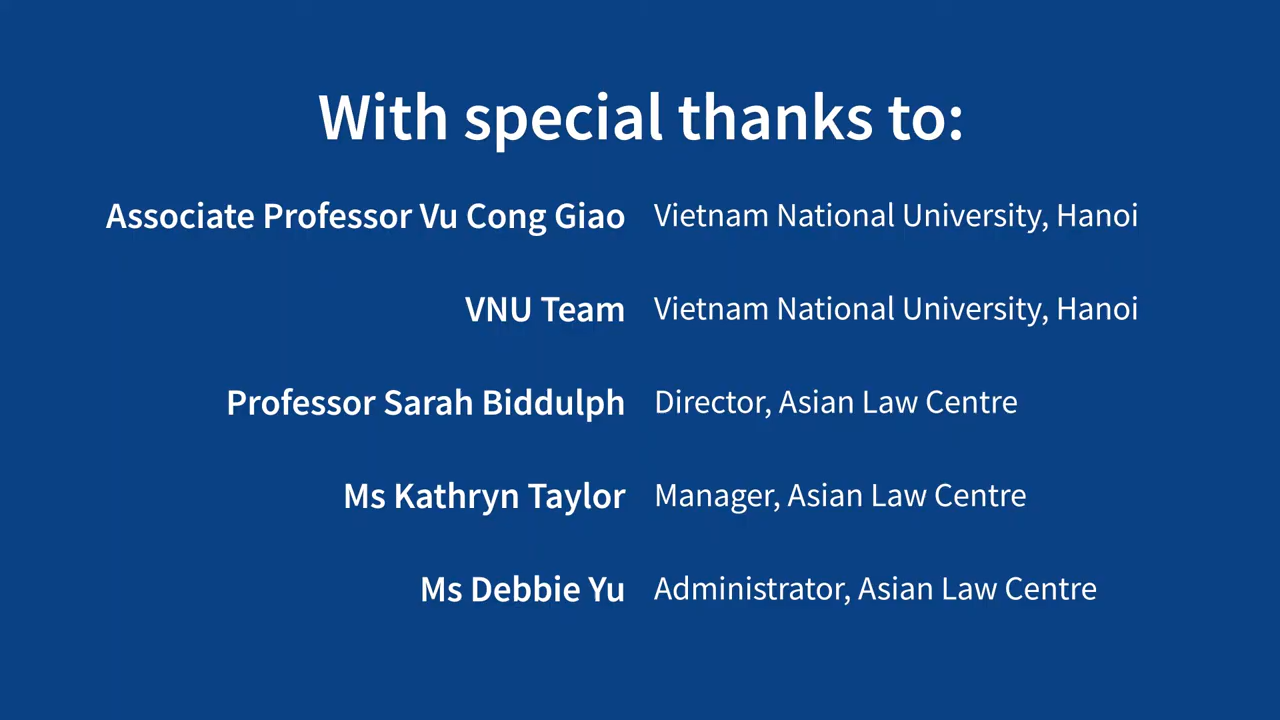 With special thanks to:
Associate Professor Vu Cong Giao Vietnam National University, Hanoi
VNU Team Vietnam National University, Hanoi
Professor Sarah Biddulph Director, Asian Law Centre
Ms Kathryn Taylor Manager, Asian Law Centre
Ms Debbie Yu Administrator, Asian Law Centre